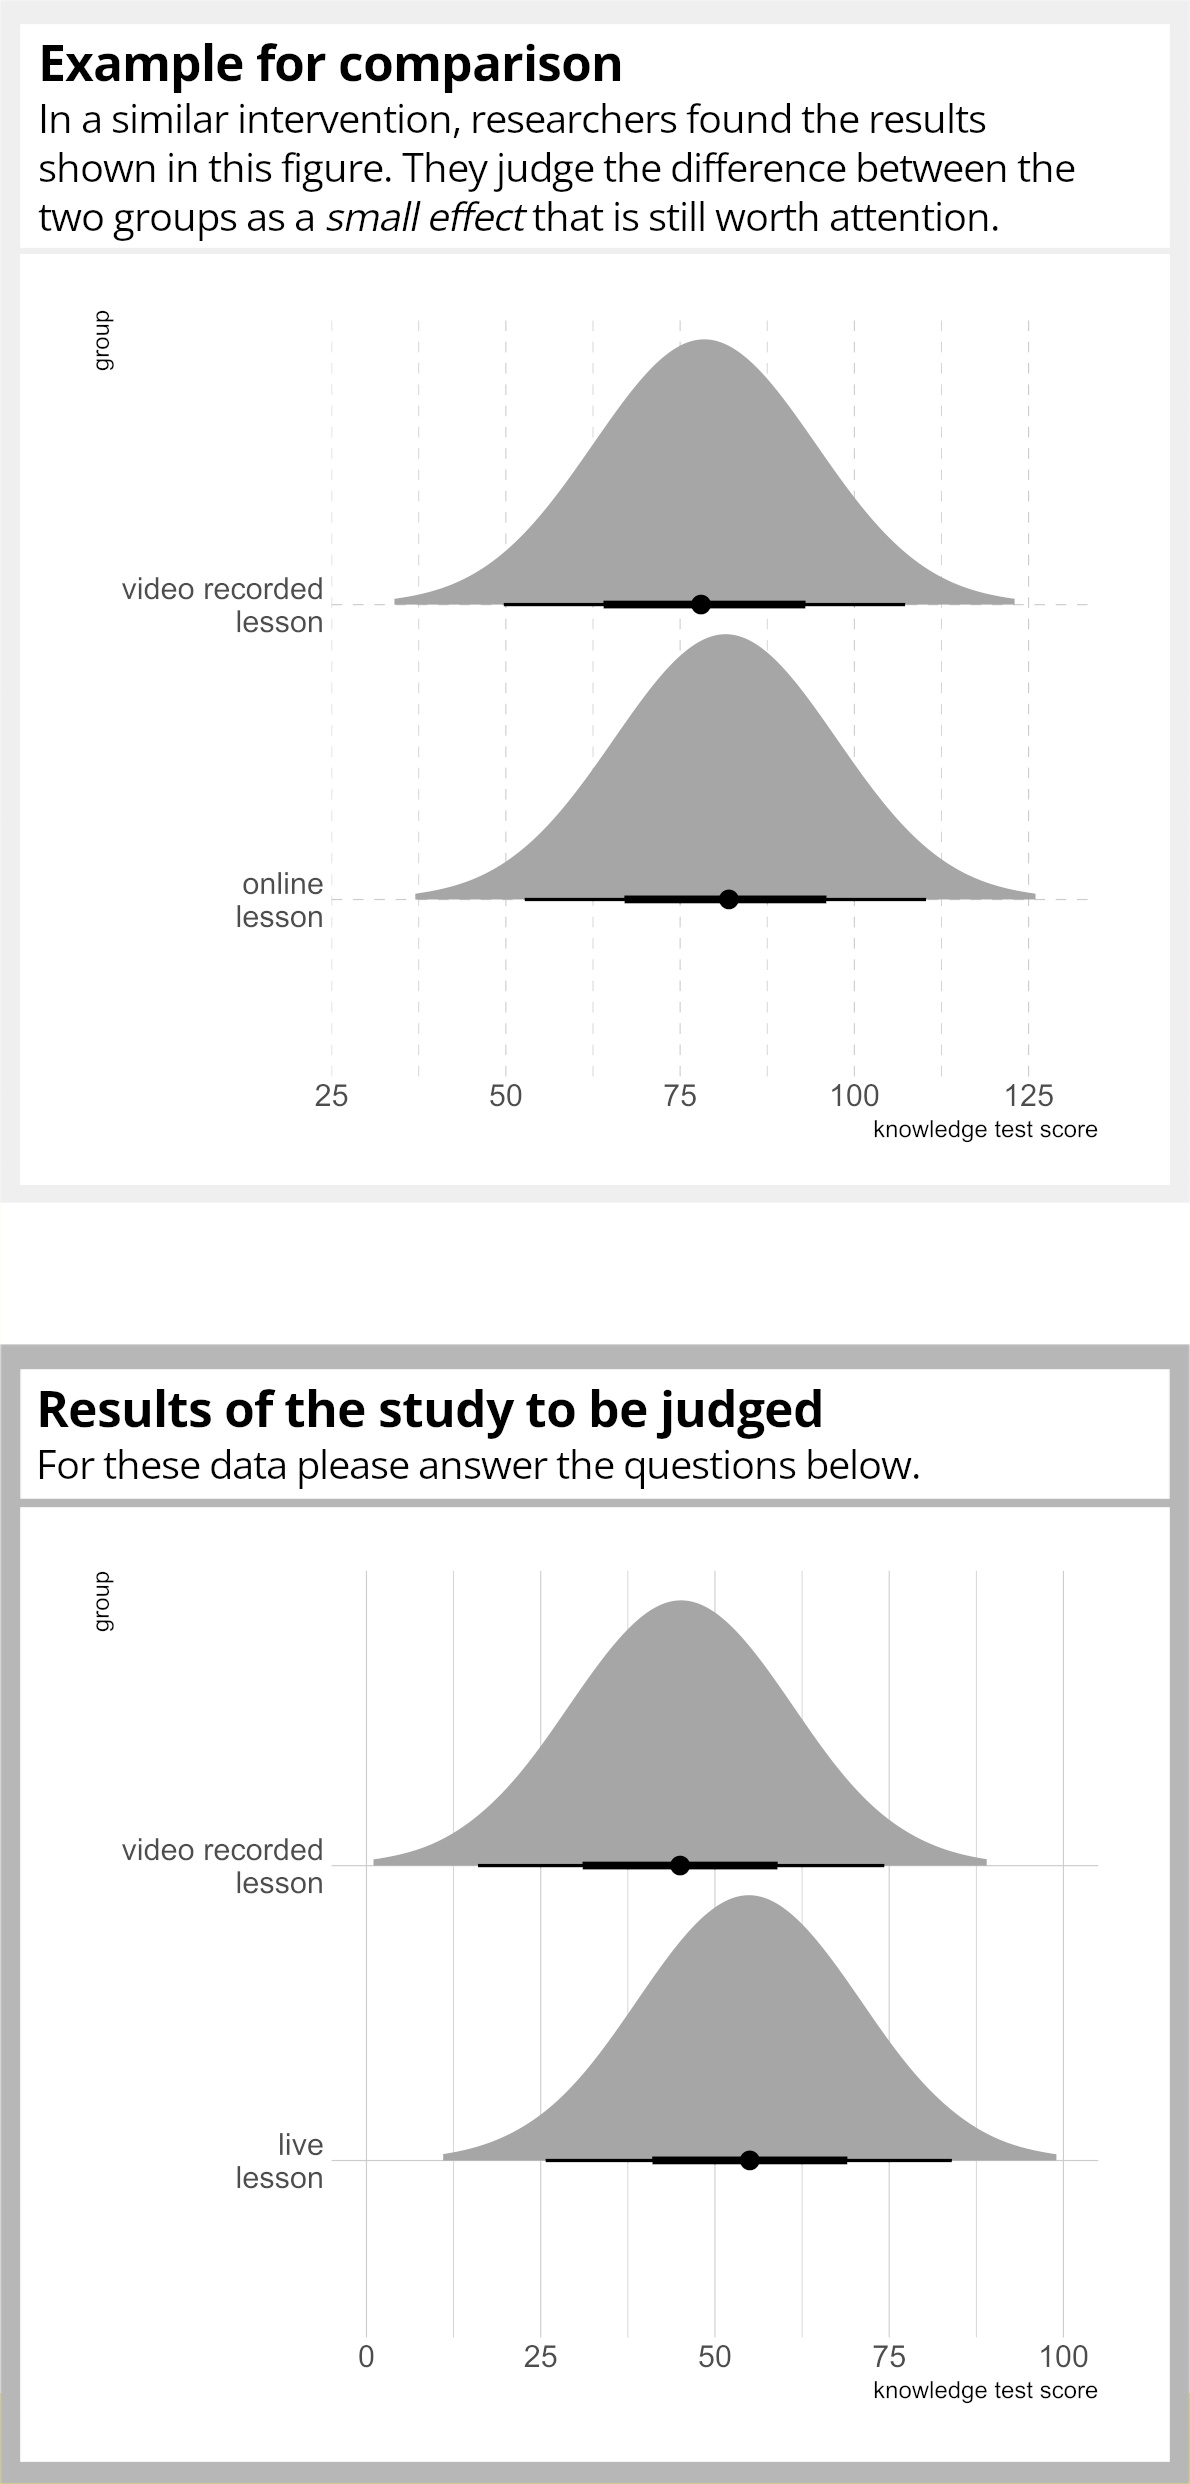 Example for comparison
In a similar intervention, researchers found the results
shown in this figure. They judge the difference between the
two groups as a small effect that is still worth attention.
group
video recorded
lesson
online
lesson
25 50 75 100 125
knowledge test score
Results of the study to be judged
For these data please answer the questions below.
group
video recorded
lesson
live
lesson
0 25 50 75 100
knowledge test score